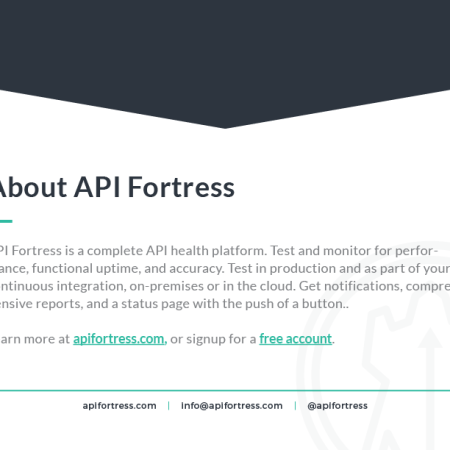 About API Fortress
PI Fortress is a complete API health platform. Test and monitor for perfor-
ance, functional uptime, and accuracy. Test in production and as part of your
ntinuous integration, on-premises or in the cloud. Get notifications, compre
ensive reports, and a status page with the push of a button..
arn more at apifortress.com, or signup for a free account.
apifortress.com | info@apifortress.com | @apifortress